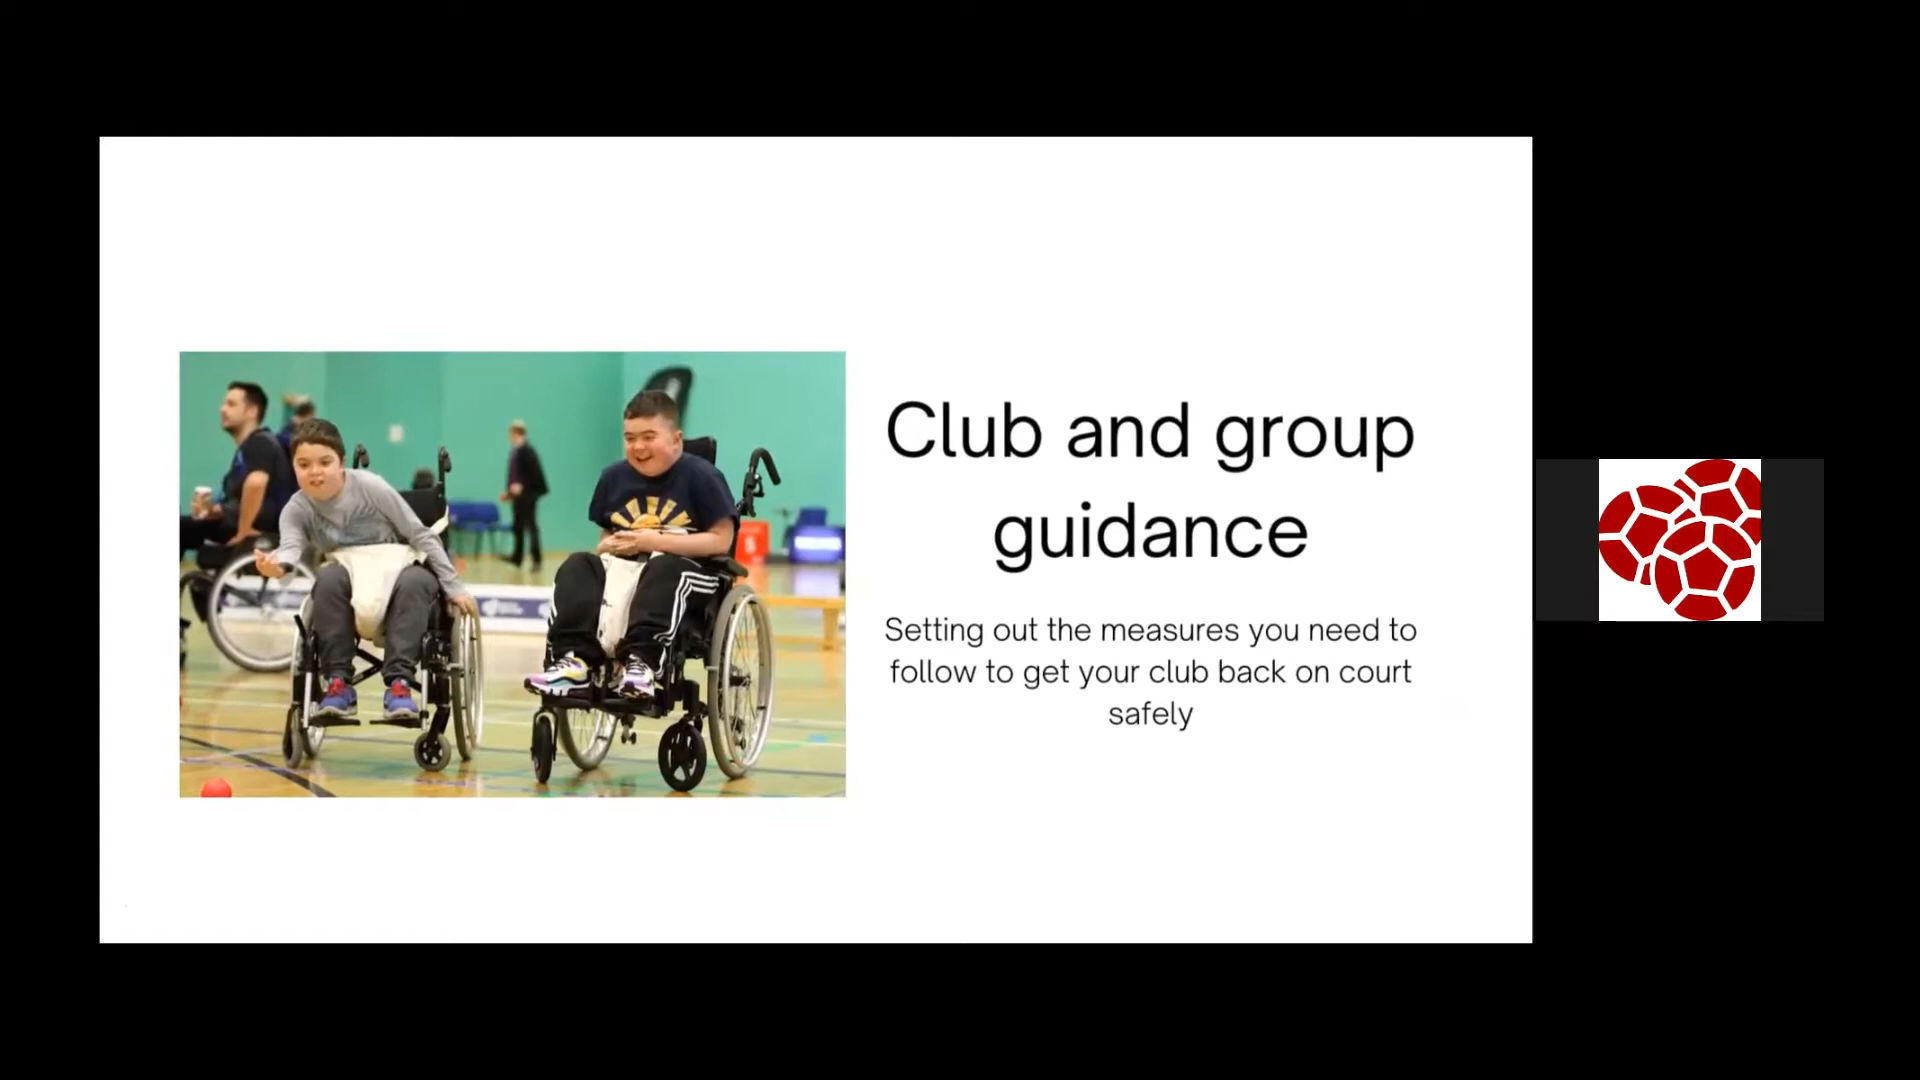 Club and group
guidance
Setting out the measures you need to
follow to get your club back on court
safely